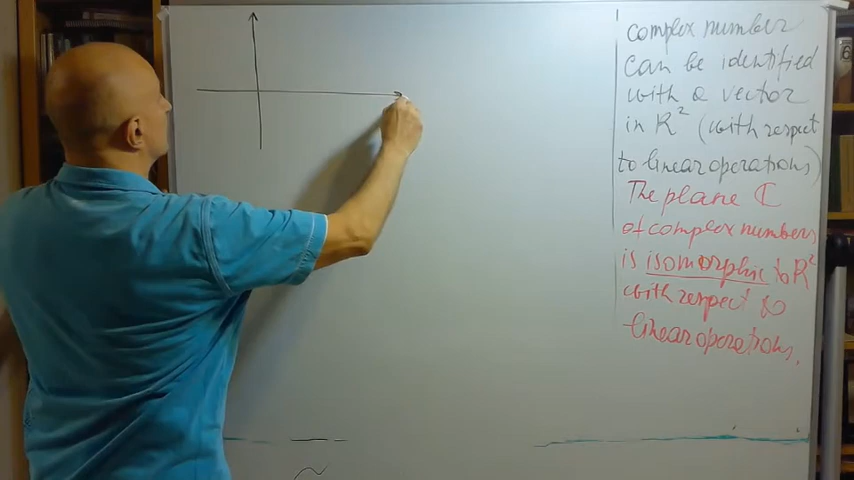 complex number
can be identified
with a vector
in R² (with respect
to linear operations)
The plane ℂ
of complex numbers
is isomorphic to R²
with respect to
linear operations.